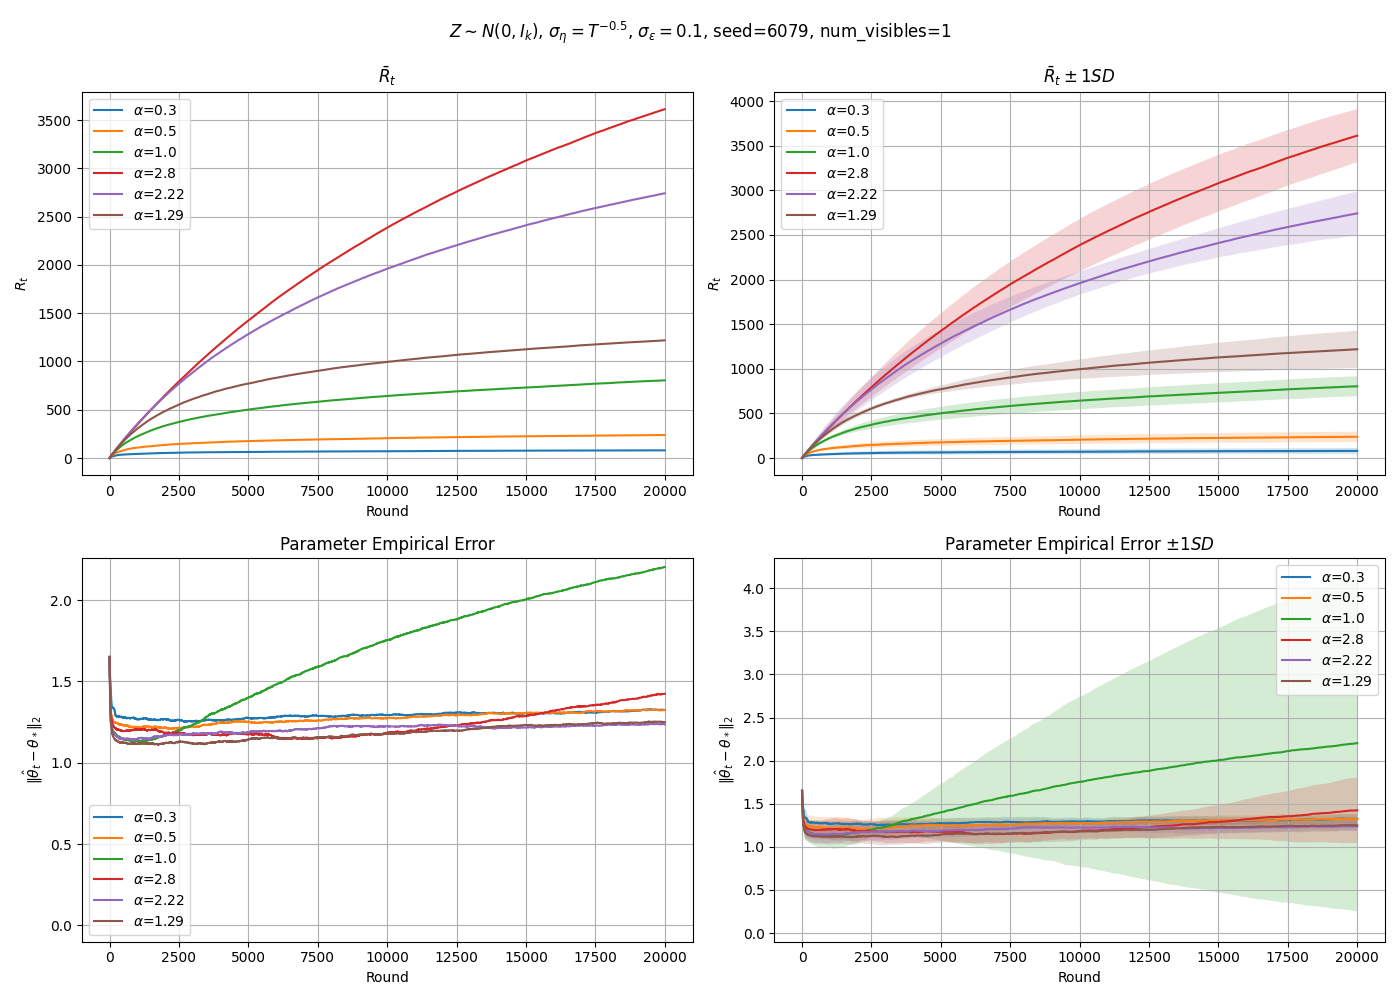 Z ∼ N(0, I_k), σ_η = T^{−0.5}, σ_ε = 0.1, seed=6079, num_visibles=1
R̄_t
R_t
3500
3000
2500
2000
1500
1000
500
0
α=0.3
α=0.5
α=1.0
α=2.8
α=2.22
α=1.29
0 2500 5000 7500 10000 12500 15000 17500 20000
Round
R̄_t ± 1SD
R_t
4000
3500
3000
2500
2000
1500
1000
500
0
α=0.3
α=0.5
α=1.0
α=2.8
α=2.22
α=1.29
0 2500 5000 7500 10000 12500 15000 17500 20000
Round
Parameter Empirical Error
‖θ̂_t − θ_*‖_2
2.0
1.5
1.0
0.5
0.0
α=0.3
α=0.5
α=1.0
α=2.8
α=2.22
α=1.29
0 2500 5000 7500 10000 12500 15000 17500 20000
Round
Parameter Empirical Error ±1SD
‖θ̂_t − θ_*‖_2
4.0
3.5
3.0
2.5
2.0
1.5
1.0
0.5
0.0
α=0.3
α=0.5
α=1.0
α=2.8
α=2.22
α=1.29
0 2500 5000 7500 10000 12500 15000 17500 20000
Round